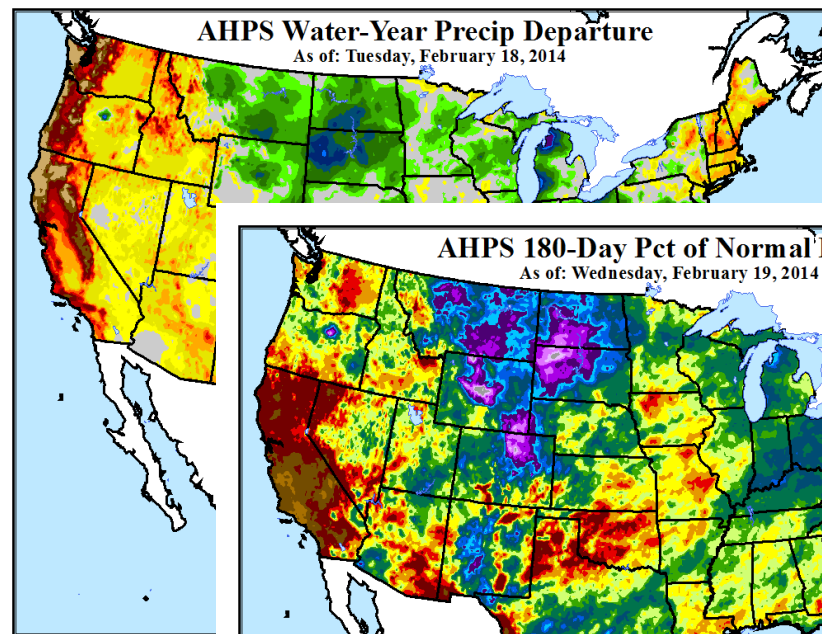 AHPS Water-Year Precip Departure
As of: Tuesday, February 18, 2014
AHPS 180-Day Pct of Normal
As of: Wednesday, February 19, 2014